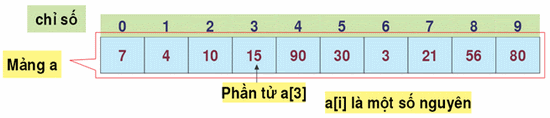 chỉ số 0 1 2 3 4 5 6 7 8 9
Mảng a 7 4 10 15 90 30 3 21 56 80
Phần tử a[3]
a[i] là một số nguyên